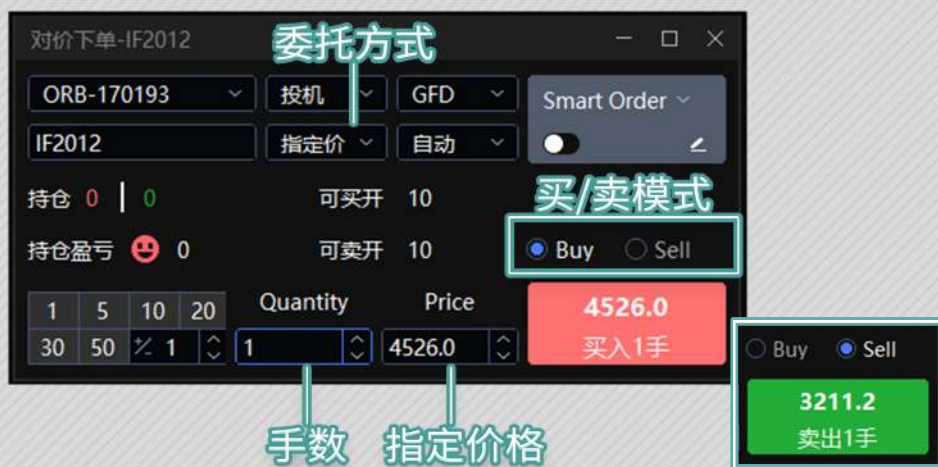 对价下单-IF2012
委托方式
ORB-170193
投机
GFD
Smart Order
IF2012
指定价
自动
持仓 0 0
可买开 10
买/卖模式
持仓盈亏 0
可卖开 10
Buy Sell
1 5 10 20
Quantity
Price
4526.0
30 50 +/- 1
1
4526.0
买入1手
Buy Sell
3211.2
卖出1手
手数
指定价格